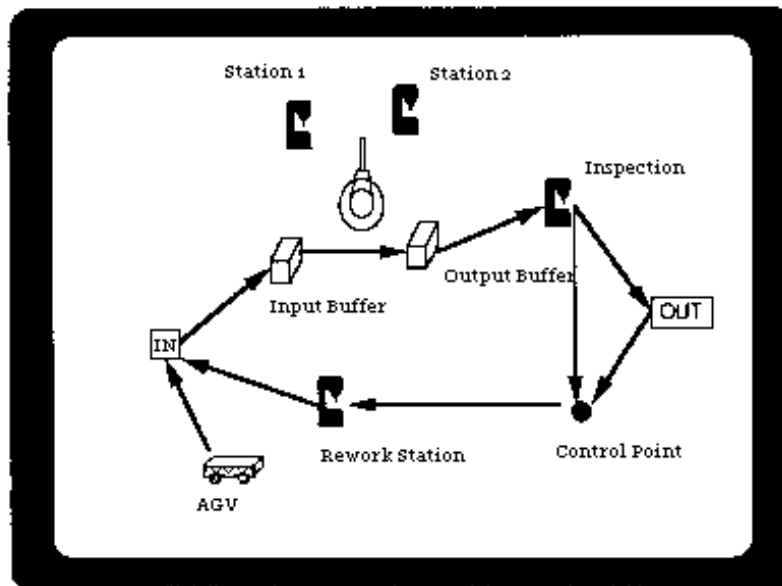 Station 1
Station 2
Inspection
Output Buffer
Input Buffer
OUT
IN
Rework Station
Control Point
AGV